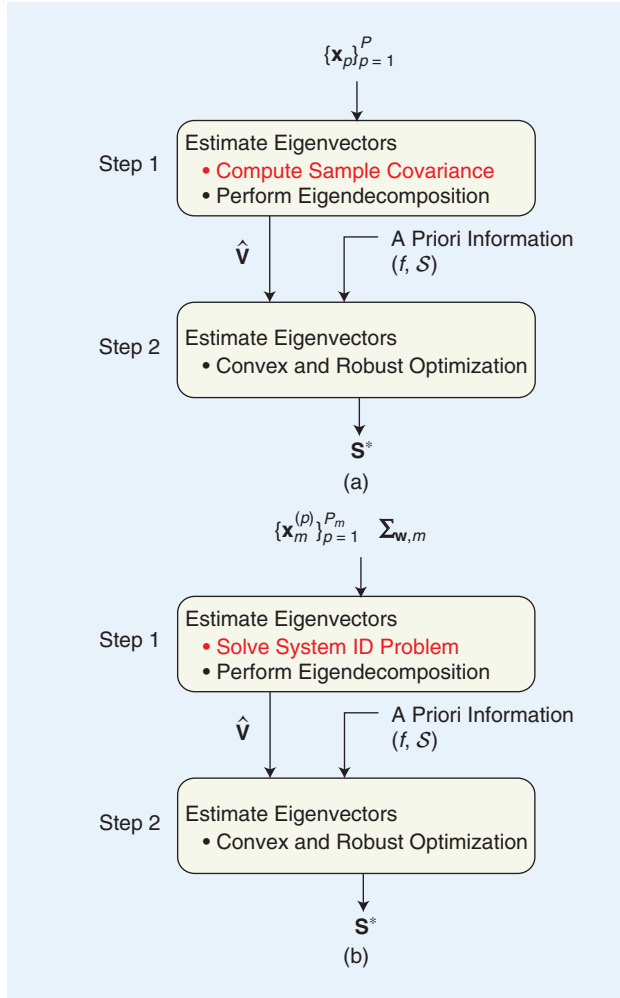 {x_p}_{p = 1}^P
Step 1
Estimate Eigenvectors
• Compute Sample Covariance
• Perform Eigendecomposition
V̂
A Priori Information
(f, 𝒮)
Step 2
Estimate Eigenvectors
• Convex and Robust Optimization
S*
(a)
{x_m^{(p)}}_{p = 1}^{P_m} Σ_{w,m}
Step 1
Estimate Eigenvectors
• Solve System ID Problem
• Perform Eigendecomposition
V̂
A Priori Information
(f, 𝒮)
Step 2
Estimate Eigenvectors
• Convex and Robust Optimization
S*
(b)